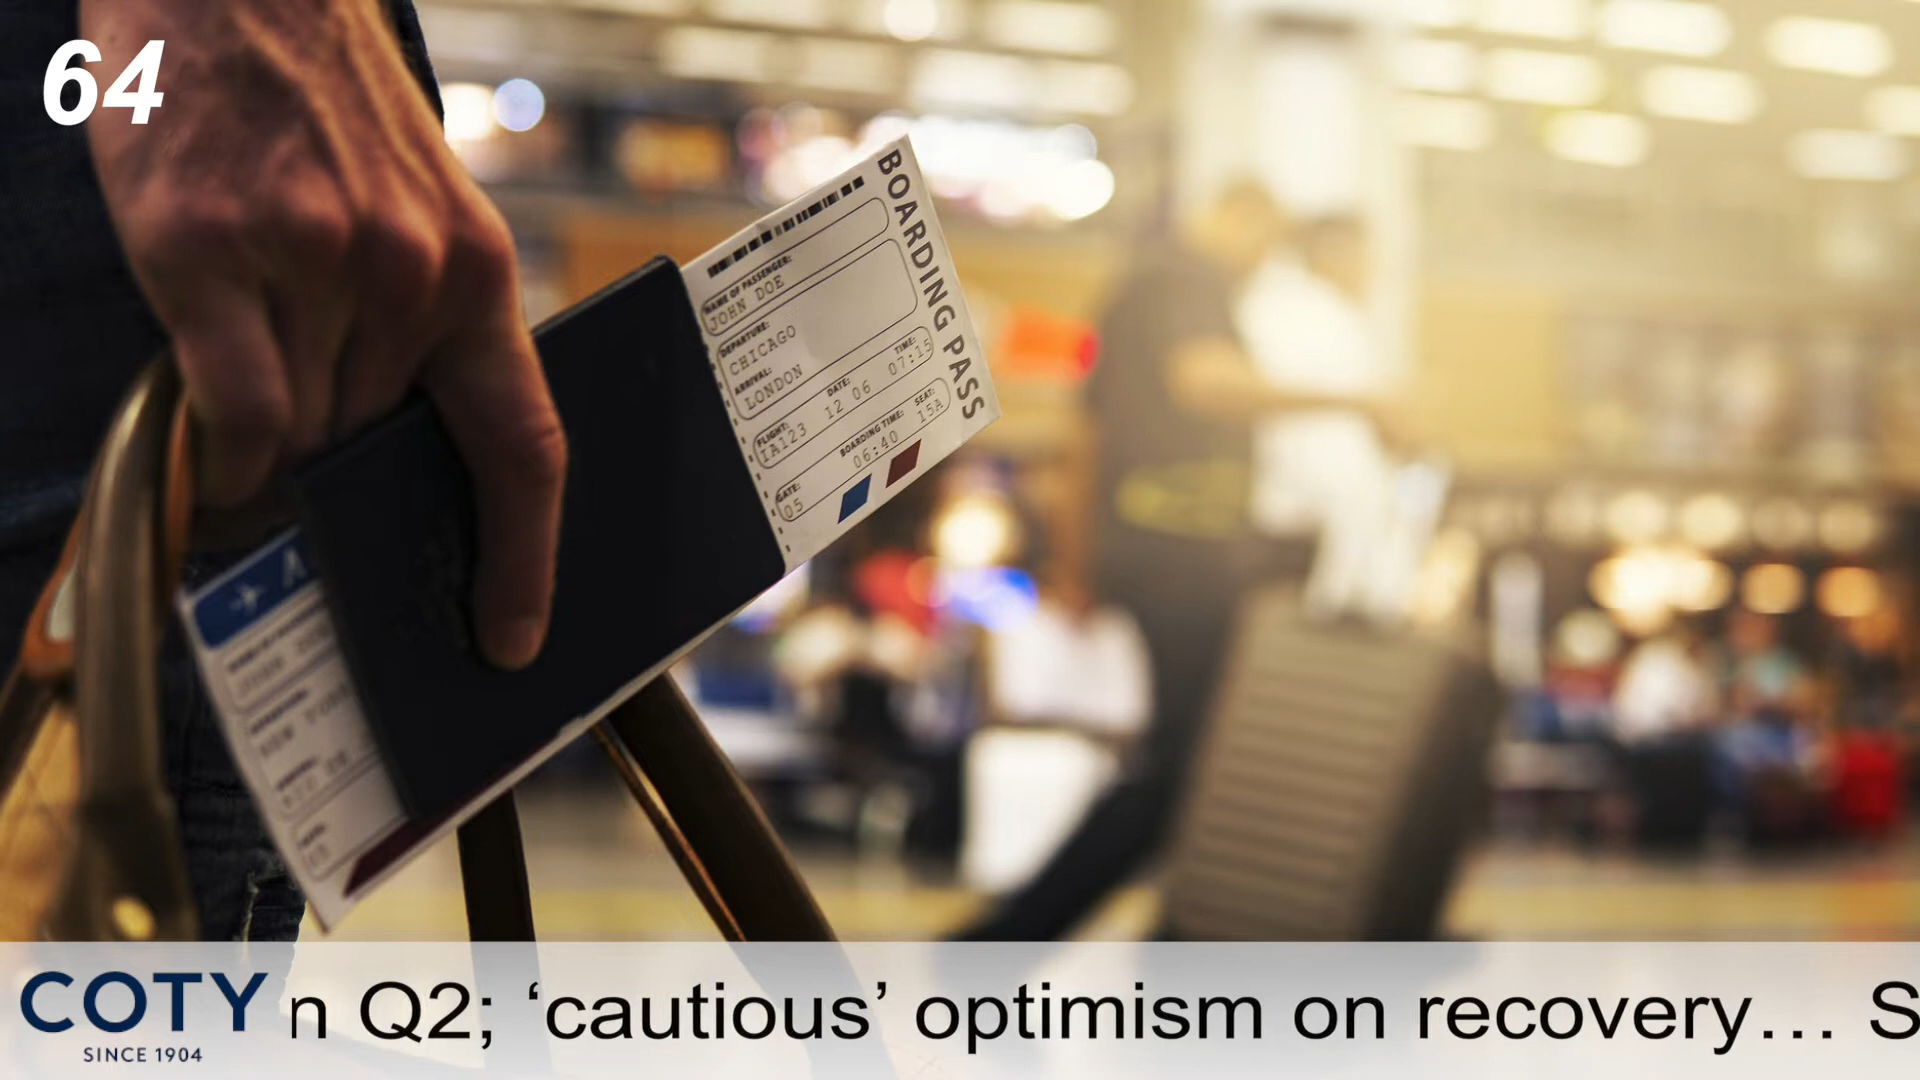 64
BOARDING PASS
NAME OF PASSENGER:
JOHN DOE
DEPARTURE:
CHICAGO
ARRIVAL:
LONDON
FLIGHT: DATE: TIME:
IA123 12 06 07:15
BOARDING TIME: SEAT:
06:40 15A
GATE:
05
A
COTY
SINCE 1904
n Q2; ‘cautious’ optimism on recovery… S